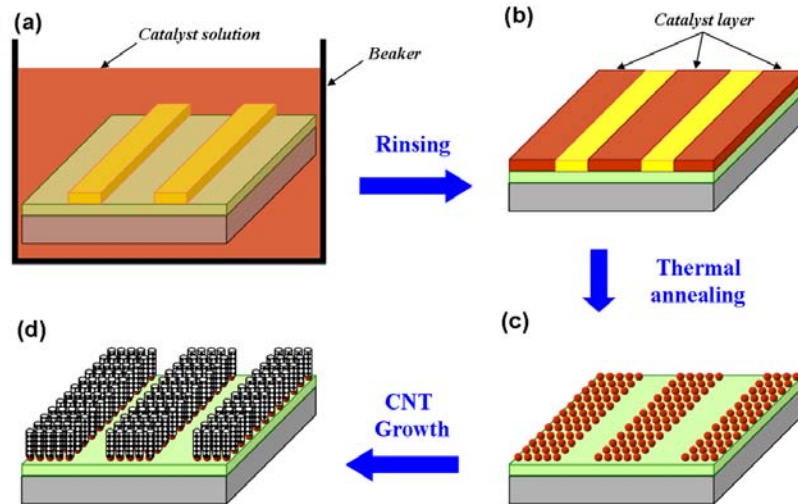 (a)
Catalyst solution
Beaker
Rinsing
(b)
Catalyst layer
Thermal
annealing
(c)
CNT
Growth
(d)